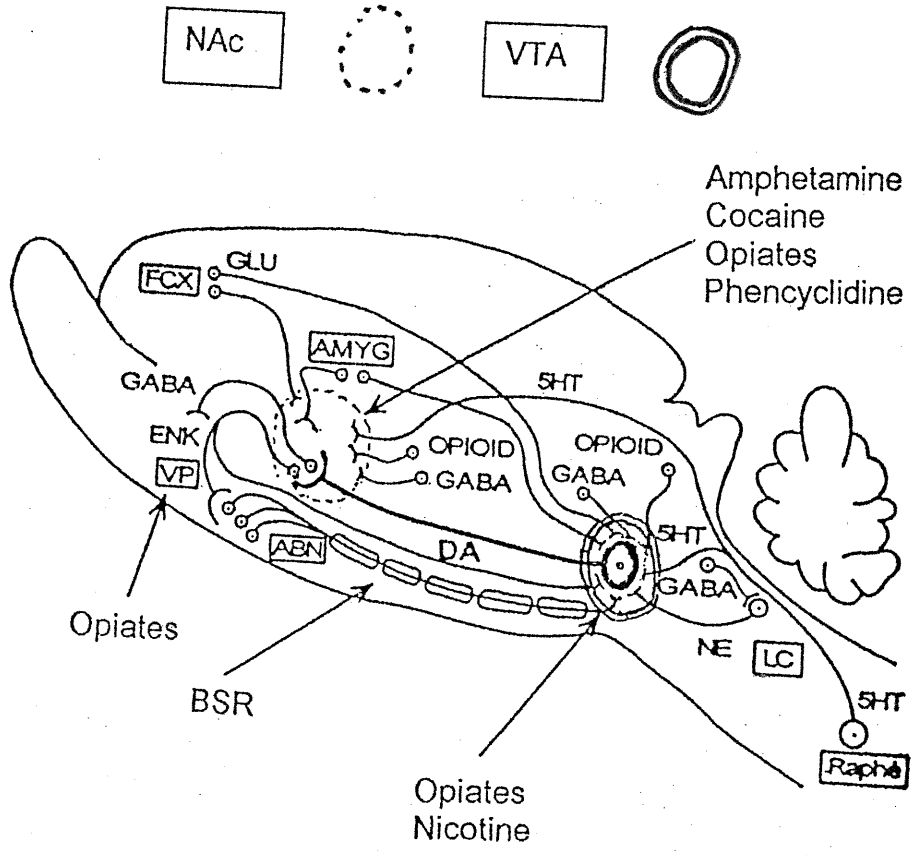 NAc
VTA
Amphetamine
Cocaine
Opiates
Phencyclidine
GLU
FCX
AMYG
GABA
5HT
ENK
OPIOID
OPIOID
GABA
GABA
VP
5HT
ABN
DA
GABA
Opiates
NE
LC
BSR
5HT
Raphé
Opiates
Nicotine